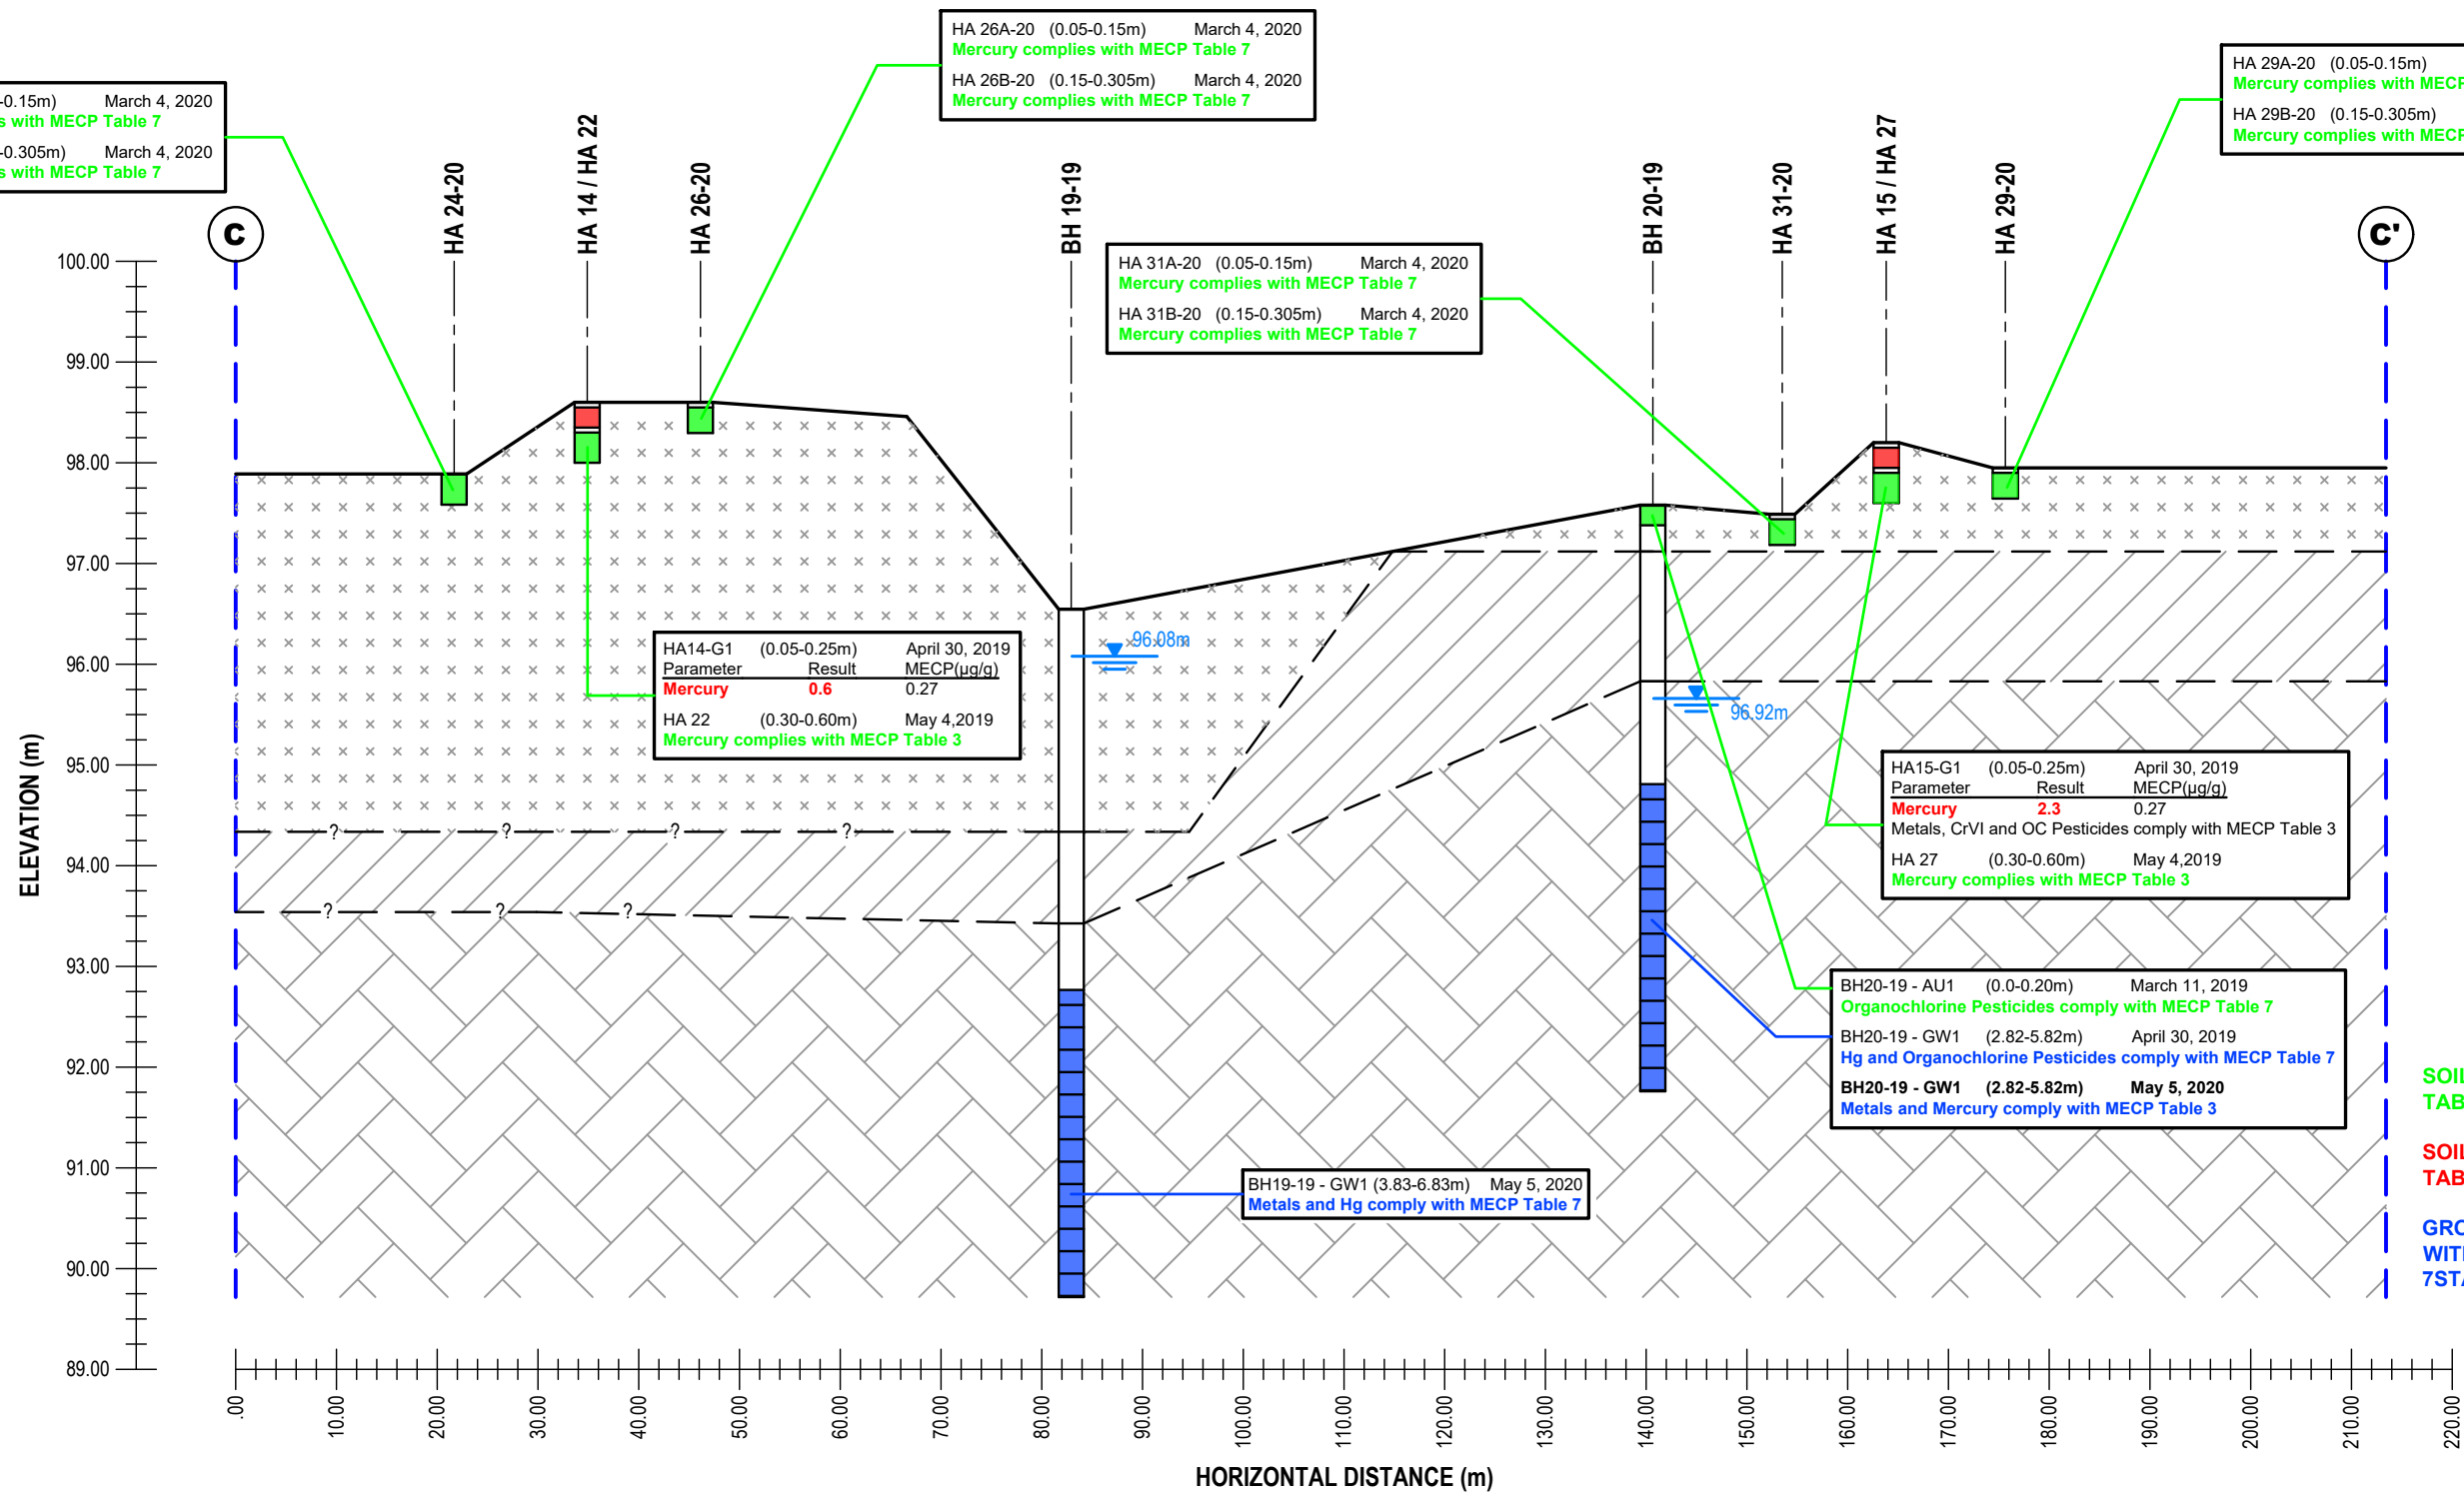 HA 26A-20 (0.05-0.15m) March 4, 2020
Mercury complies with MECP Table 7
HA 26B-20 (0.15-0.305m) March 4, 2020
Mercury complies with MECP Table 7
HA 29A-20 (0.05-0.15m)
Mercury complies with MECP
HA 29B-20 (0.15-0.305m)
Mercury complies with MECP
-0.15m) March 4, 2020
s with MECP Table 7
-0.305m) March 4, 2020
s with MECP Table 7
HA 24-20
HA 14 / HA 22
HA 26-20
BH 19-19
BH 20-19
HA 31-20
HA 15 / HA 27
HA 29-20
C
C'
HA 31A-20 (0.05-0.15m) March 4, 2020
Mercury complies with MECP Table 7
HA 31B-20 (0.15-0.305m) March 4, 2020
Mercury complies with MECP Table 7
100.00
99.00
98.00
97.00
96.00
95.00
94.00
93.00
92.00
91.00
90.00
89.00
ELEVATION (m)
96.08m
HA14-G1 (0.05-0.25m) April 30, 2019
Parameter Result MECP(µg/g)
Mercury 0.6 0.27
HA 22 (0.30-0.60m) May 4,2019
Mercury complies with MECP Table 3
96.92m
HA15-G1 (0.05-0.25m) April 30, 2019
Parameter Result MECP(µg/g)
Mercury 2.3 0.27
Metals, CrVI and OC Pesticides comply with MECP Table 3
HA 27 (0.30-0.60m) May 4,2019
Mercury complies with MECP Table 3
? ? ? ?
? ? ?
BH20-19 - AU1 (0.0-0.20m) March 11, 2019
Organochlorine Pesticides comply with MECP Table 7
BH20-19 - GW1 (2.82-5.82m) April 30, 2019
Hg and Organochlorine Pesticides comply with MECP Table 7
BH20-19 - GW1 (2.82-5.82m) May 5, 2020
Metals and Mercury comply with MECP Table 3
BH19-19 - GW1 (3.83-6.83m) May 5, 2020
Metals and Hg comply with MECP Table 7
SOIL
TAB
SOIL
TAB
GRO
WIT
7STA
.00
10.00
20.00
30.00
40.00
50.00
60.00
70.00
80.00
90.00
100.00
110.00
120.00
130.00
140.00
150.00
160.00
170.00
180.00
190.00
200.00
210.00
220.00
HORIZONTAL DISTANCE (m)